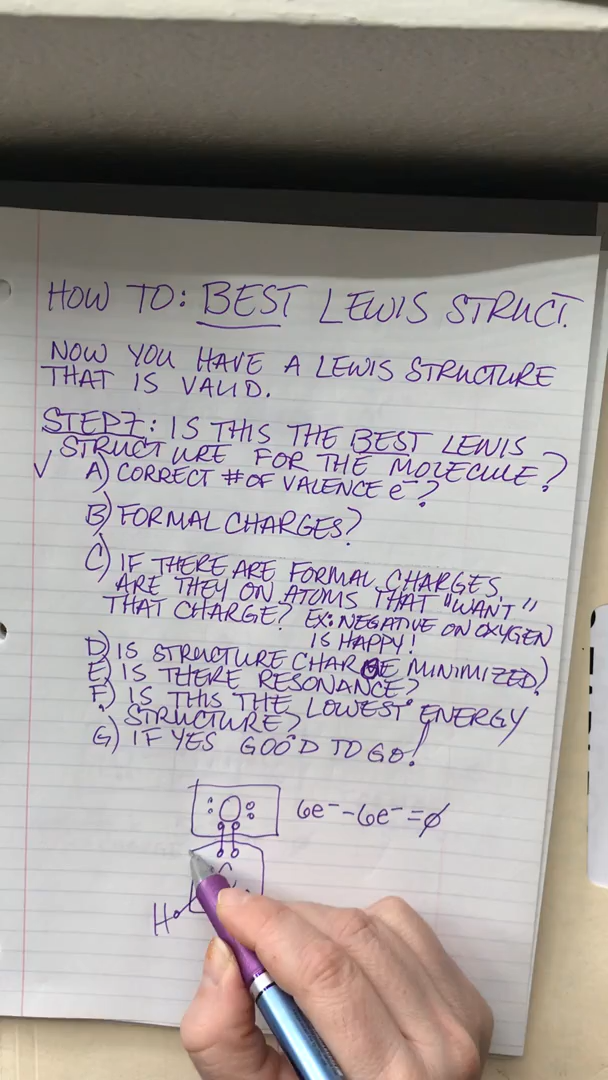 HOW TO: BEST LEWIS STRUCT.
NOW YOU HAVE A LEWIS STRUCTURE
THAT IS VALID.
STEP 7: IS THIS THE BEST LEWIS
STRUCTURE FOR THE MOLECULE?
✓ A) CORRECT # OF VALENCE e⁻?
B) FORMAL CHARGES?
C) IF THERE ARE FORMAL CHARGES,
ARE THEY ON ATOMS THAT "WANT"
THAT CHARGE? EX: NEGATIVE ON OXYGEN
IS HAPPY!
D) IS STRUCTURE CHARGE MINIMIZED?
E) IS THERE RESONANCE?
F) IS THIS THE LOWEST ENERGY
STRUCTURE?
G) IF YES GOOD TO GO!
:O: 6e⁻-6e⁻=∅
C
H